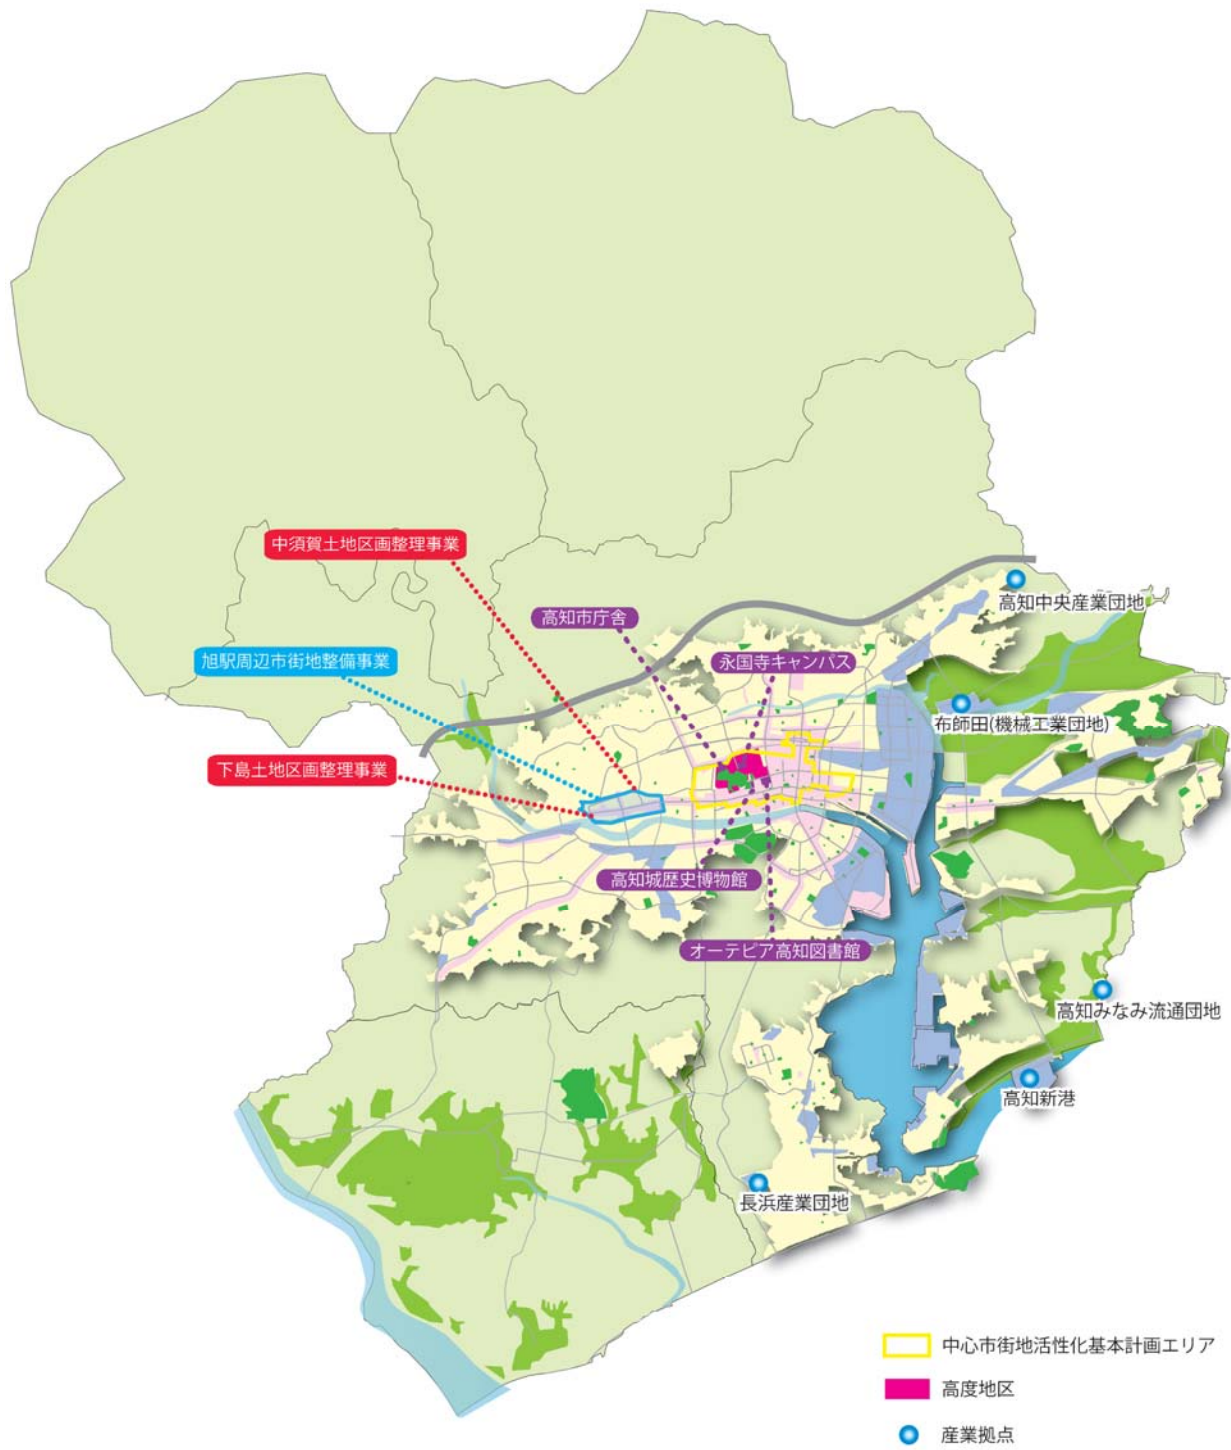 中須賀土地区画整理事業
高知中央産業団地
高知市庁舎
旭駅周辺市街地整備事業
永国寺キャンパス
布師田(機械工業団地)
下島土地区画整理事業
高知城歴史博物館
オーテピア高知図書館
高知みなみ流通団地
高知新港
長浜産業団地
中心市街地活性化基本計画エリア
高度地区
産業拠点